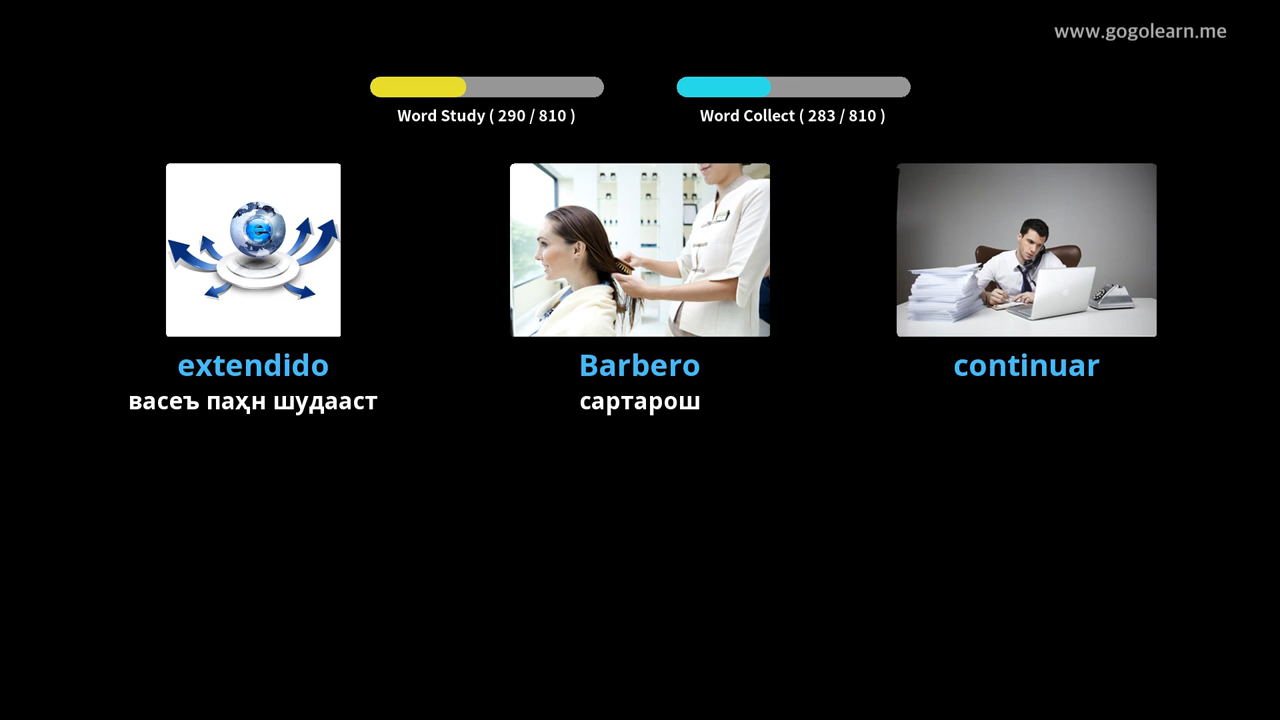 www.gogolearn.me
Word Study ( 290 / 810 )
Word Collect ( 283 / 810 )
e
extendido
васеъ паҳн шудааст
Barbero
сартарош
continuar